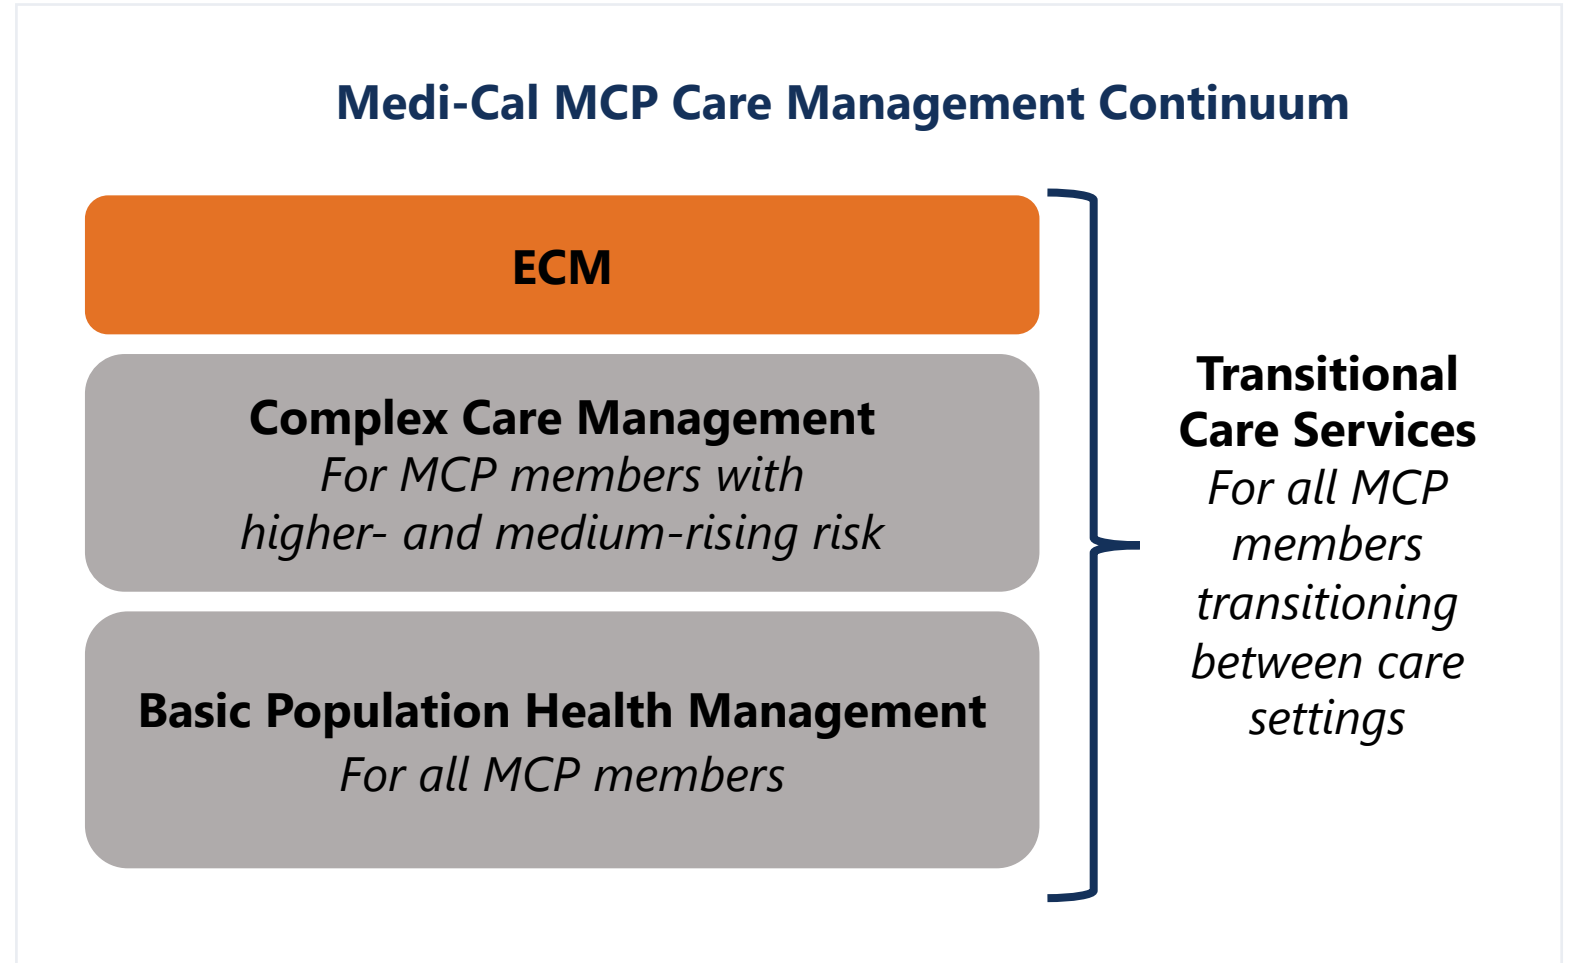 Medi-Cal MCP Care Management Continuum
ECM
Complex Care Management
For MCP members with
higher- and medium-rising risk
Basic Population Health Management
For all MCP members
Transitional
Care Services
For all MCP
members
transitioning
between care
settings